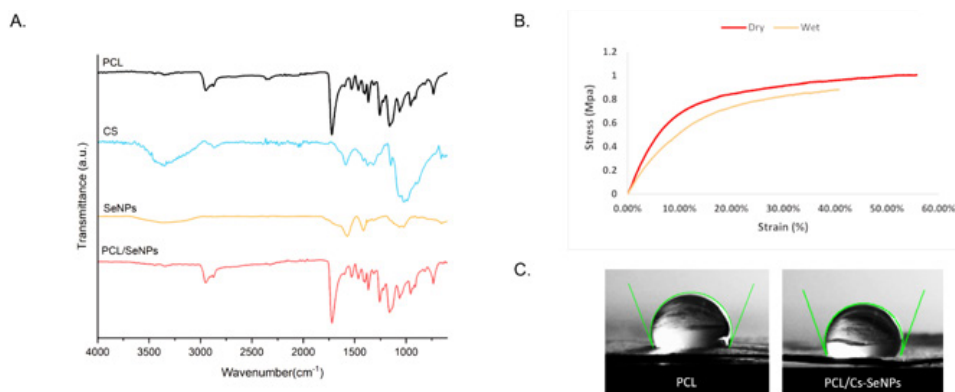 A.
PCL
CS
SeNPs
PCL/SeNPs
Transmittance (a.u.)
4000 3500 3000 2500 2000 1500 1000
Wavenumber(cm-1)
B.
Dry Wet
Stress (Mpa)
1.2
1
0.8
0.6
0.4
0.2
0
0.00% 10.00% 20.00% 30.00% 40.00% 50.00% 60.00%
Strain (%)
C.
PCL
PCL/Cs-SeNPs